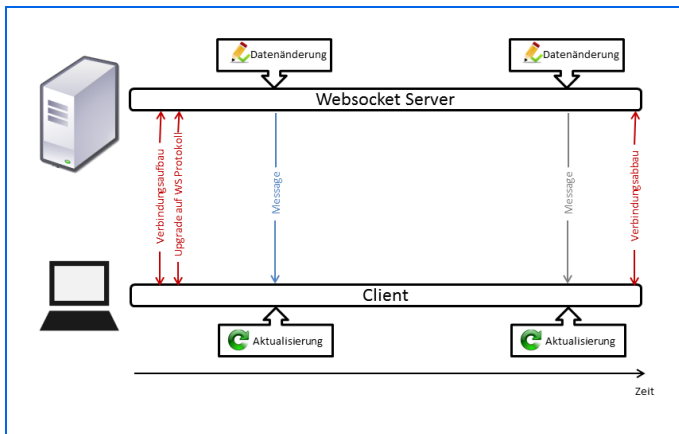 Datenänderung
Datenänderung
Websocket Server
Verbindungsaufbau
Upgrade auf WS Protokoll
Message
Message
Verbindungsabbau
Client
Aktualisierung
Aktualisierung
Zeit